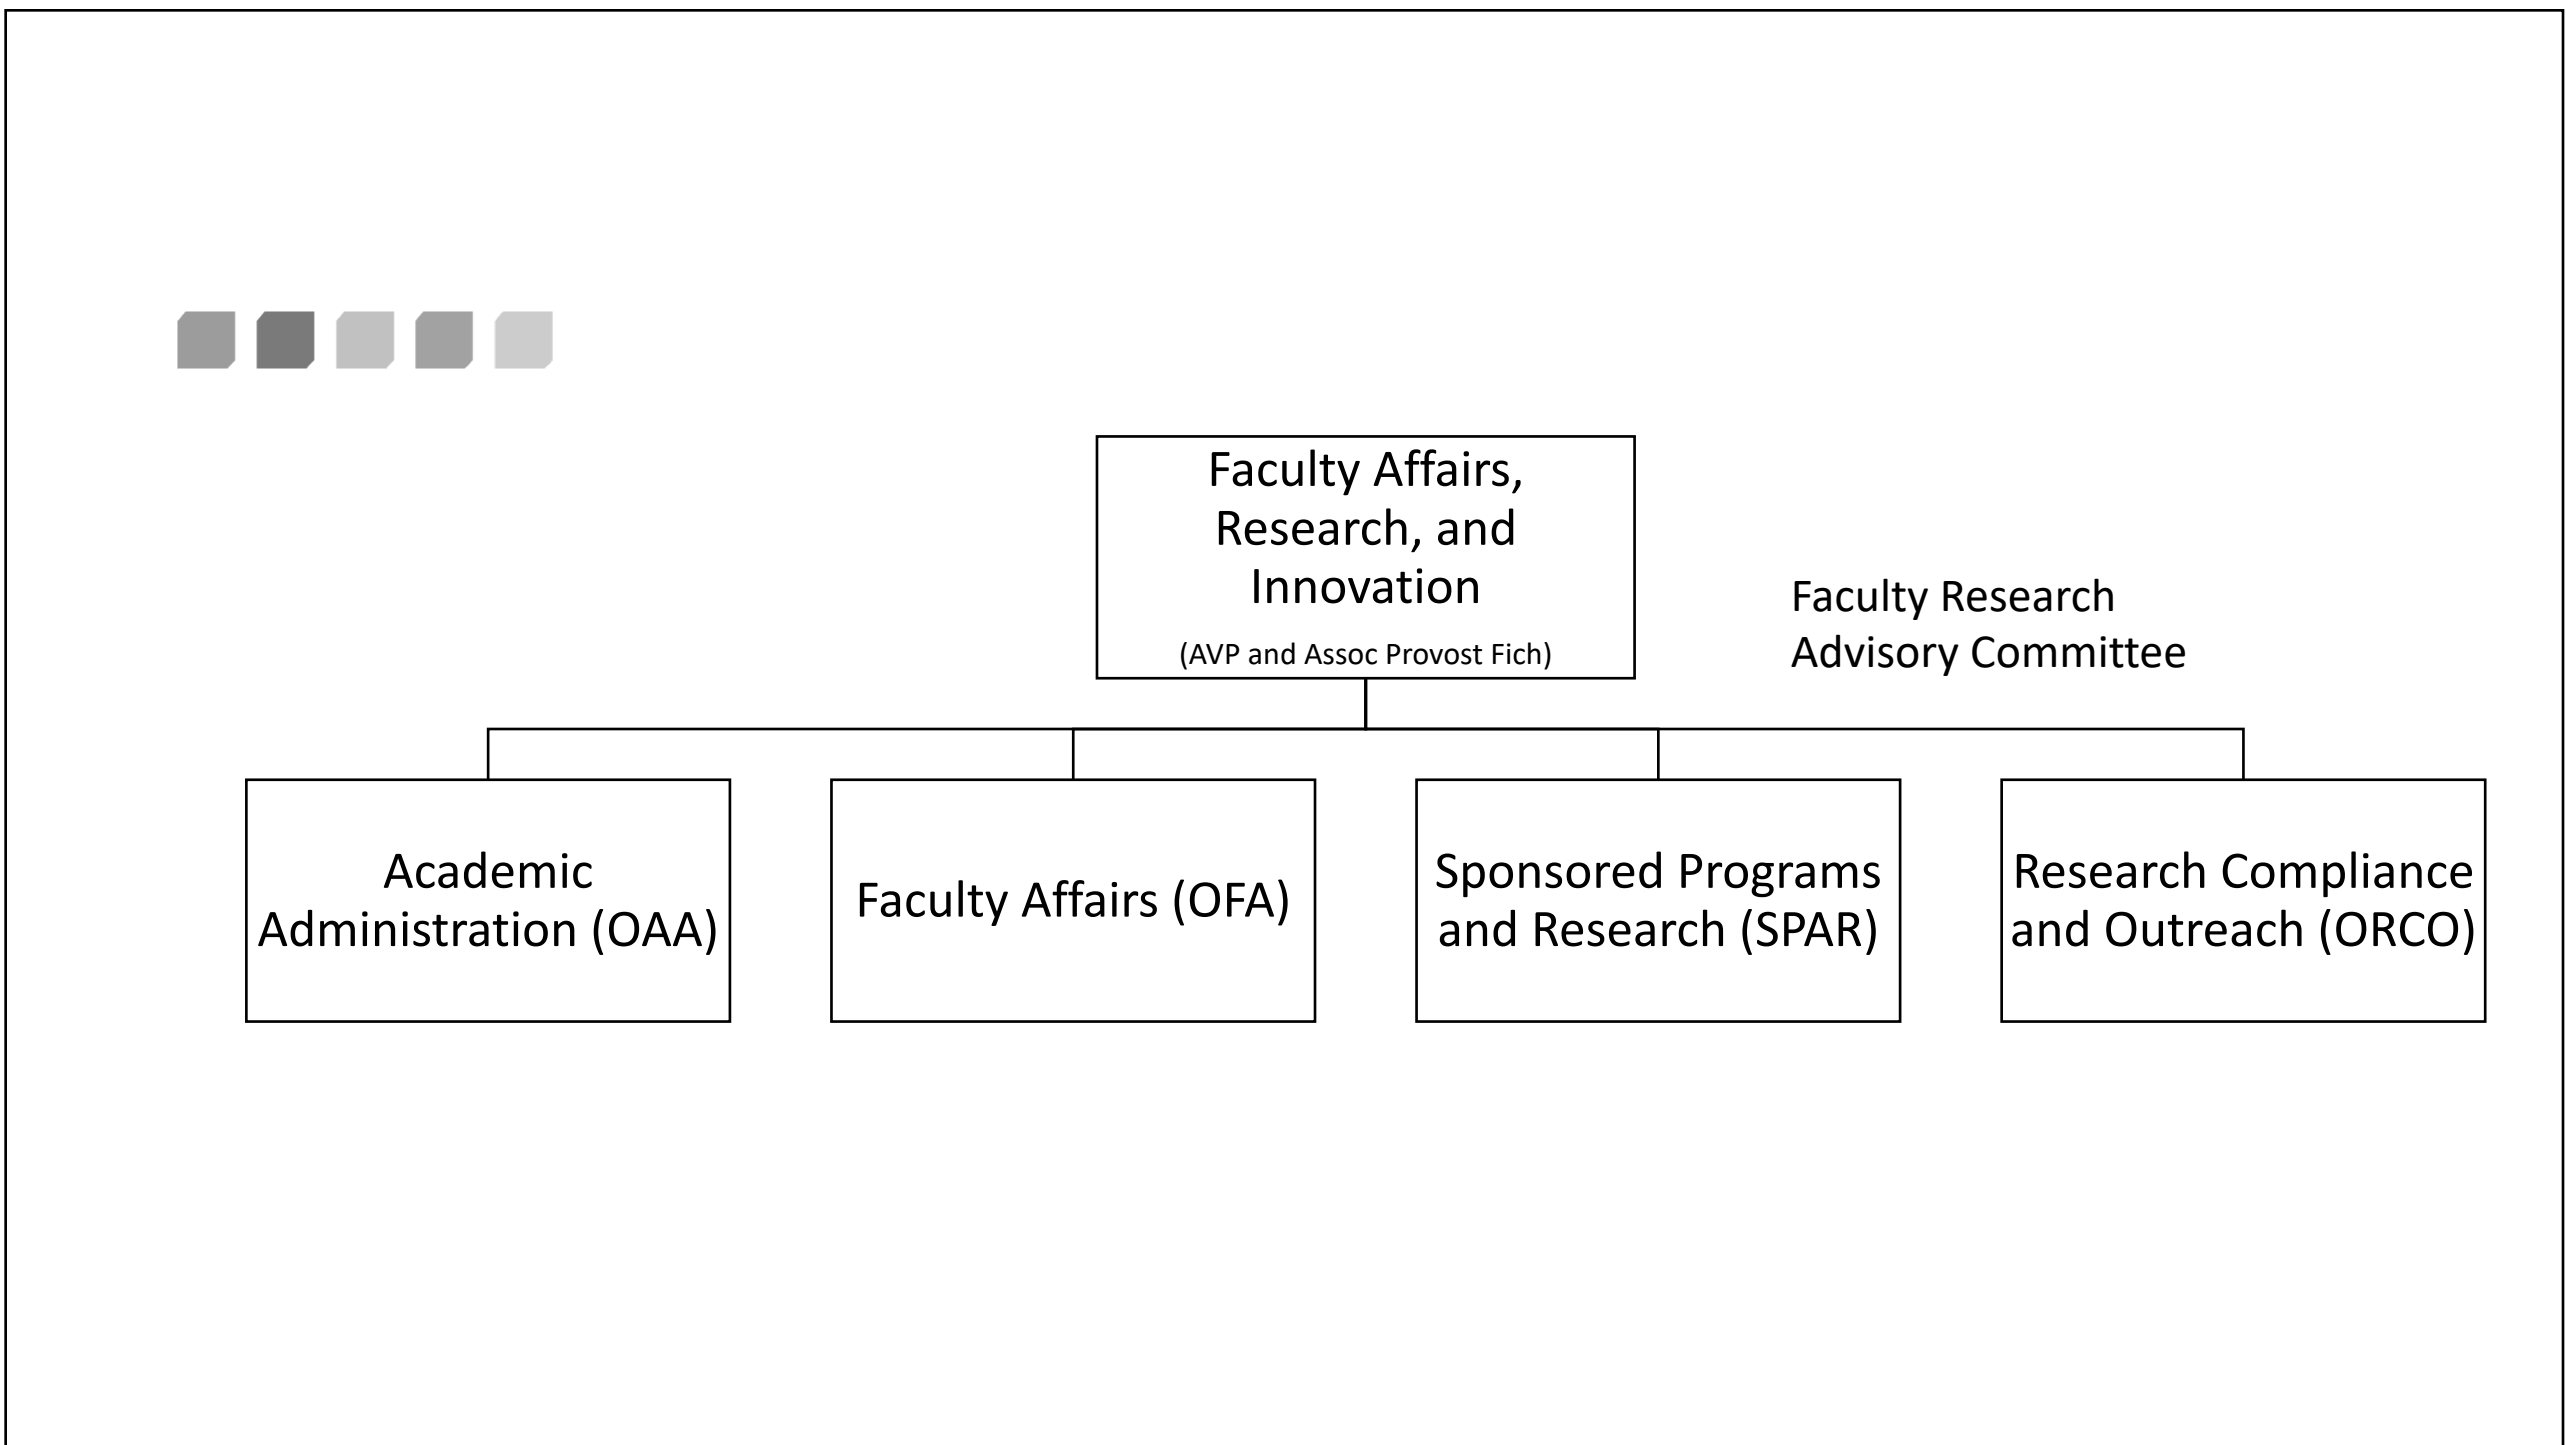 Faculty Affairs,
Research, and
Innovation
(AVP and Assoc Provost Fich)
Faculty Research
Advisory Committee
Academic
Administration (OAA)
Faculty Affairs (OFA)
Sponsored Programs
and Research (SPAR)
Research Compliance
and Outreach (ORCO)